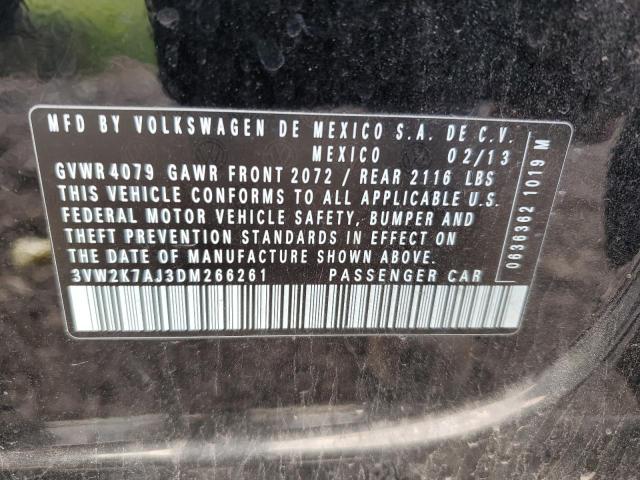 MFD BY VOLKSWAGEN DE MEXICO S.A. DE C.V.
MEXICO 02/13
GVWR 4079 GAWR FRONT 2072 / REAR 2116 LBS
THIS VEHICLE CONFORMS TO ALL APPLICABLE U.S.
FEDERAL MOTOR VEHICLE SAFETY, BUMPER AND
THEFT PREVENTION STANDARDS IN EFFECT ON
THE DATE OF MANUFACTURE SHOWN ABOVE.
3VW2K7AJ3DM266261 PASSENGER CAR
0636362 1019 M